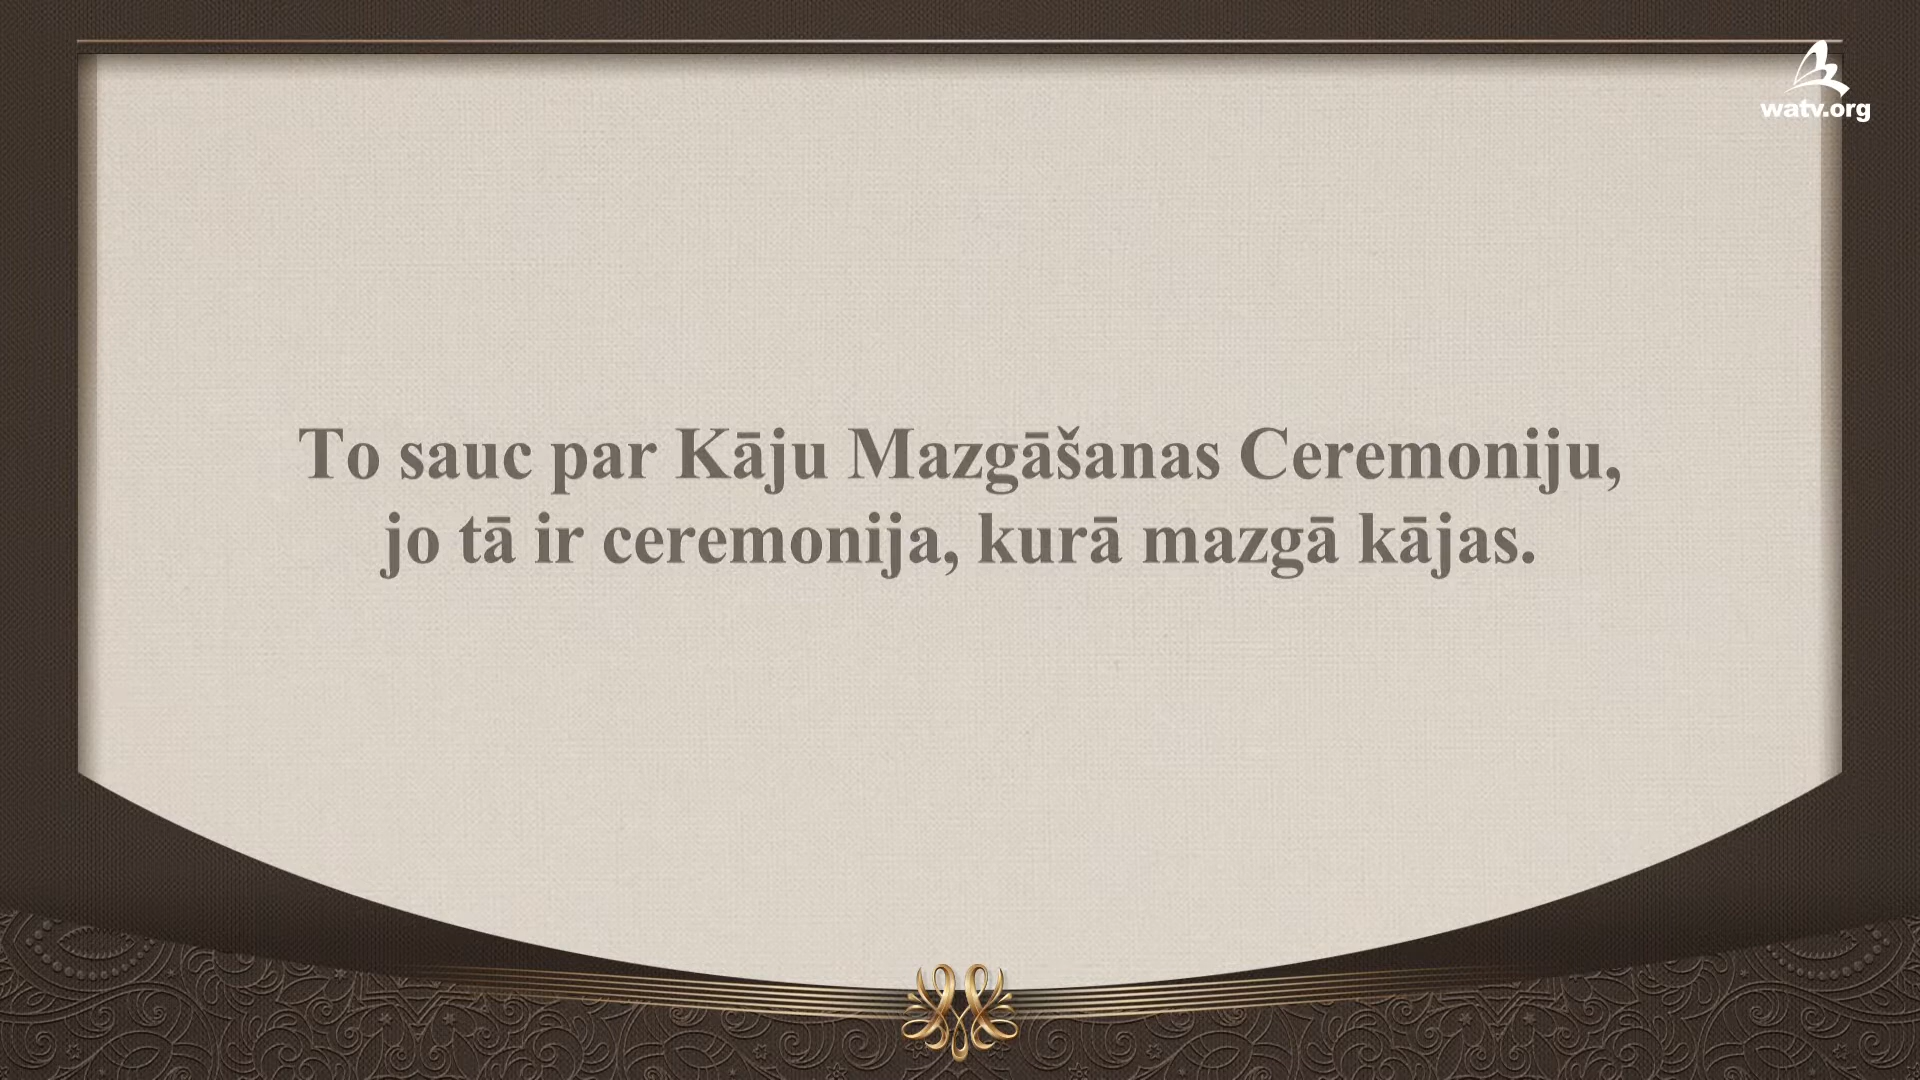 watv.org
To sauc par Kāju Mazgāšanas Ceremoniju,
jo tā ir ceremonija, kurā mazgā kājas.